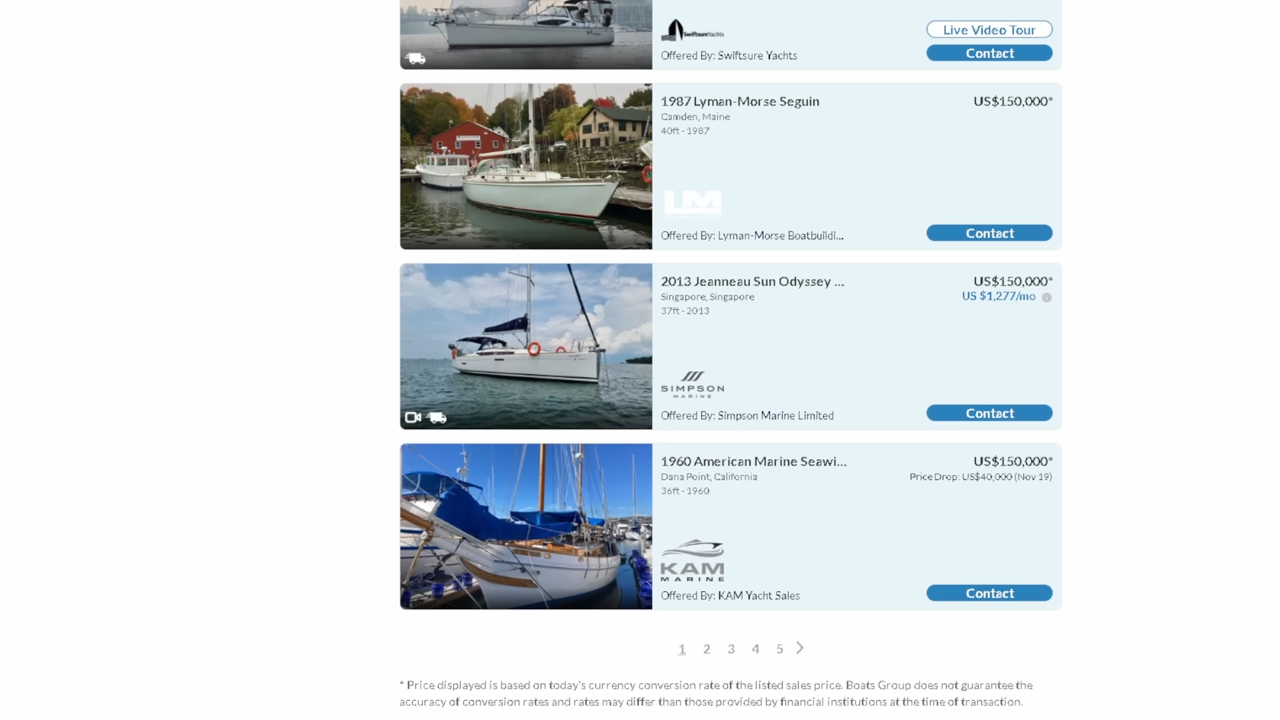 SwiftsureYachts
Live Video Tour
Offered By: Swiftsure Yachts
Contact
1987 Lyman-Morse Seguin
US$150,000*
Camden, Maine
40ft - 1987
LM
Offered By: Lyman-Morse Boatbuildi...
Contact
2013 Jeanneau Sun Odyssey ...
US$150,000*
Singapore, Singapore
US $1,277/mo
37ft - 2013
SIMPSON
MARINE
Offered By: Simpson Marine Limited
Contact
1960 American Marine Seawi...
US$150,000*
Dana Point, California
Price Drop: US$40,000 (Nov 19)
36ft - 1960
KAM
MARINE
Offered By: KAM Yacht Sales
Contact
1 2 3 4 5
* Price displayed is based on today's currency conversion rate of the listed sales price. Boats Group does not guarantee the
accuracy of conversion rates and rates may differ than those provided by financial institutions at the time of transaction.